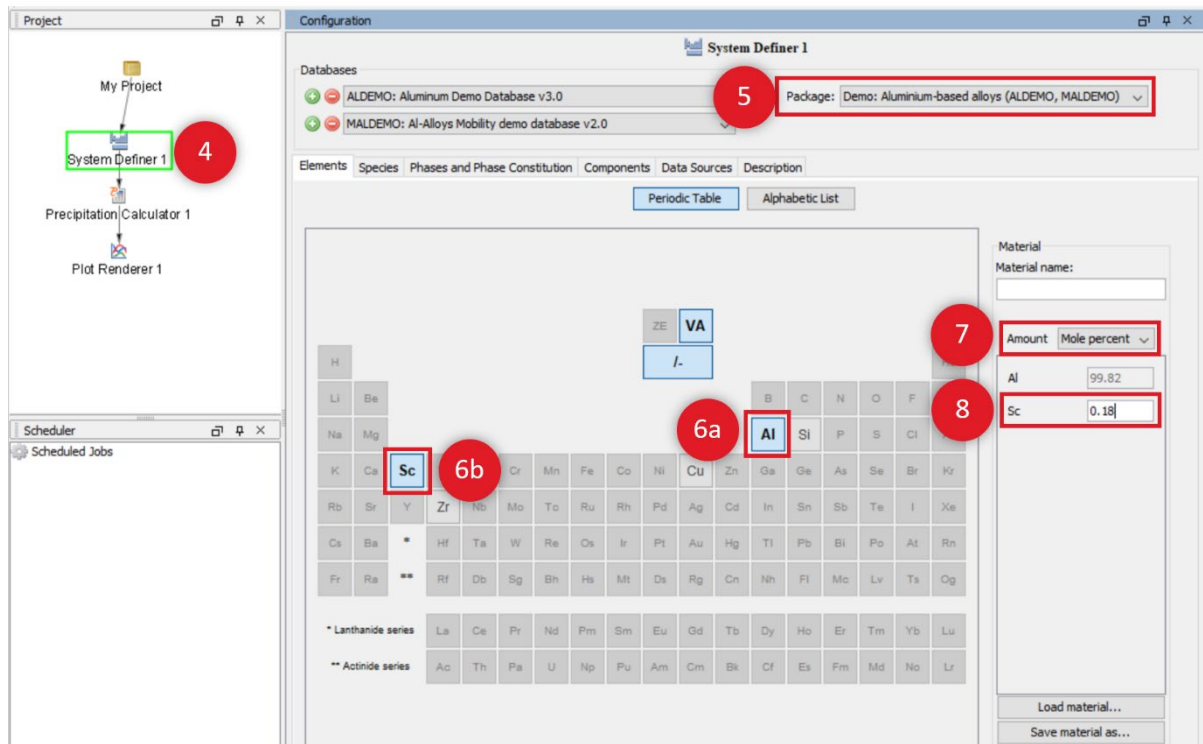 Project
My Project
System Definer 1
4
Precipitation Calculator 1
Plot Renderer 1
Scheduler
Scheduled Jobs
Configuration
System Definer 1
Databases
ALDEMO: Aluminum Demo Database v3.0
MALDEMO: Al-Alloys Mobility demo database v2.0
5
Package: Demo: Aluminium-based alloys (ALDEMO, MALDEMO)
Elements Species Phases and Phase Constitution Components Data Sources Description
Periodic Table Alphabetic List
ZE VA
/-
H
Li Be B C N O F
Na Mg 6a Al Si P S Cl
K Ca Sc 6b Cr Mn Fe Co Ni Cu Zn Ga Ge As Se Br Kr
Rb Sr Y Zr Nb Mo Tc Ru Rh Pd Ag Cd In Sn Sb Te I Xe
Cs Ba * Hf Ta W Re Os Ir Pt Au Hg Tl Pb Bi Po At Rn
Fr Ra ** Rf Db Sg Bh Hs Mt Ds Rg Cn Nh Fl Mc Lv Ts Og
* Lanthanide series La Ce Pr Nd Pm Sm Eu Gd Tb Dy Ho Er Tm Yb Lu
** Actinide series Ac Th Pa U Np Pu Am Cm Bk Cf Es Fm Md No Lr
Material
Material name:
7
Amount Mole percent
Al 99.82
8
Sc 0.18
Load material...
Save material as...